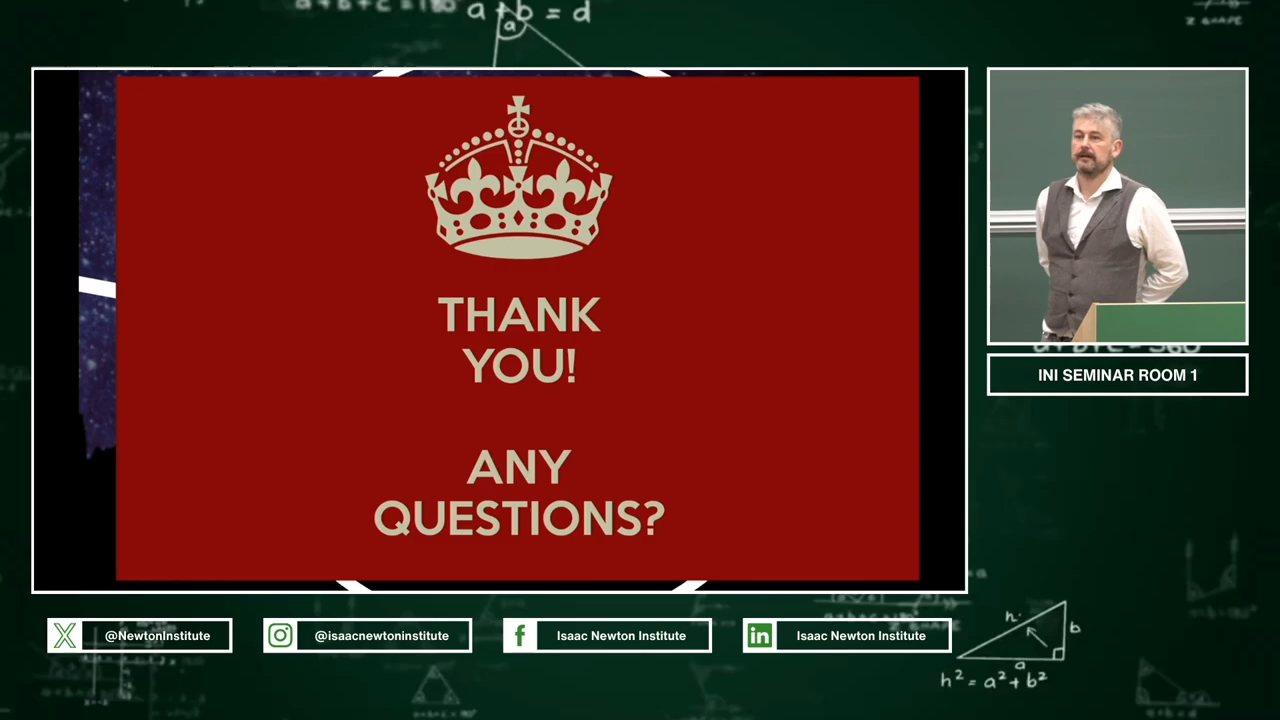 a + b = d
a
Z SHAPE
THANK
YOU!
ANY
QUESTIONS?
INI SEMINAR ROOM 1
@NewtonInstitute
@isaacnewtoninstitute
Isaac Newton Institute
Isaac Newton Institute
h
b
a
h² = a² + b²